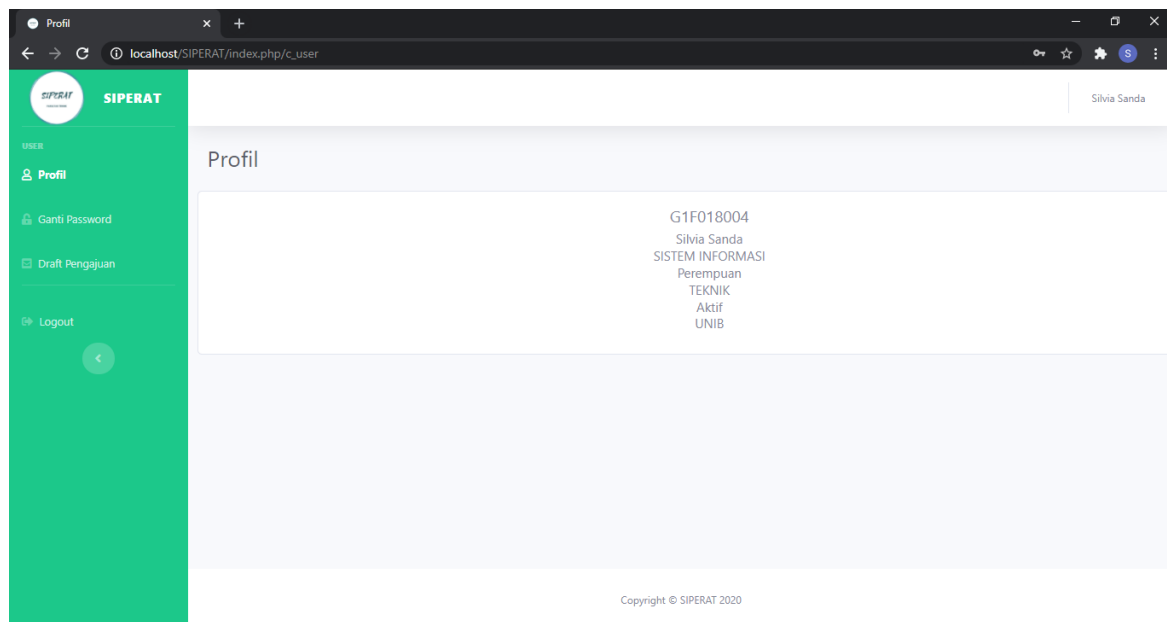 Profil
localhost/SIPERAT/index.php/c_user
S
SIPERAT
SIPERAT
Silvia Sanda
USER
Profil
Ganti Password
Draft Pengajuan
Logout
Profil
G1F018004
Silvia Sanda
SISTEM INFORMASI
Perempuan
TEKNIK
Aktif
UNIB
Copyright © SIPERAT 2020